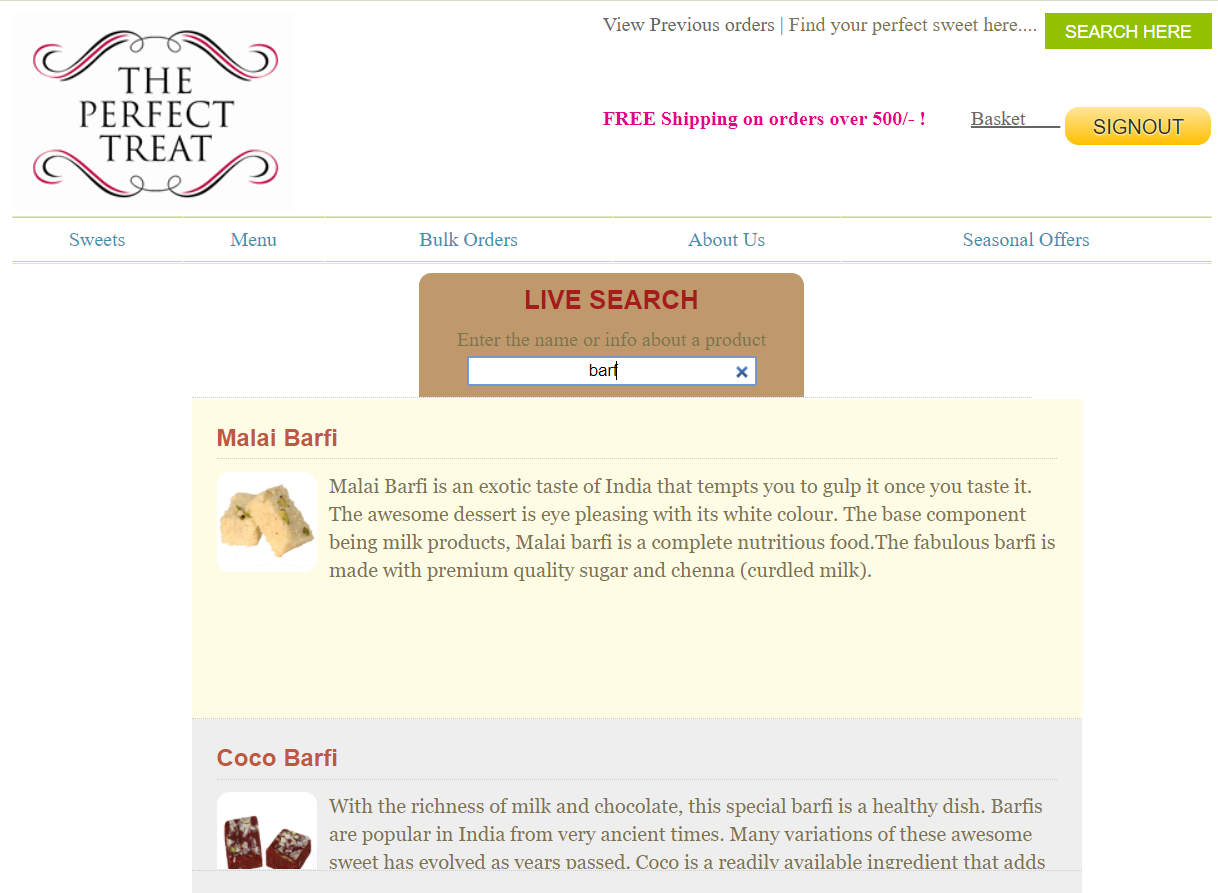 THE
PERFECT
TREAT
View Previous orders | Find your perfect sweet here.... SEARCH HERE
FREE Shipping on orders over 500/- ! Basket SIGNOUT
Sweets Menu Bulk Orders About Us Seasonal Offers
LIVE SEARCH
Enter the name or info about a product
barf
Malai Barfi
Malai Barfi is an exotic taste of India that tempts you to gulp it once you taste it.
The awesome dessert is eye pleasing with its white colour. The base component
being milk products, Malai barfi is a complete nutritious food.The fabulous barfi is
made with premium quality sugar and chenna (curdled milk).
Coco Barfi
With the richness of milk and chocolate, this special barfi is a healthy dish. Barfis
are popular in India from very ancient times. Many variations of these awesome
sweet has evolved as years passed. Coco is a readily available ingredient that adds